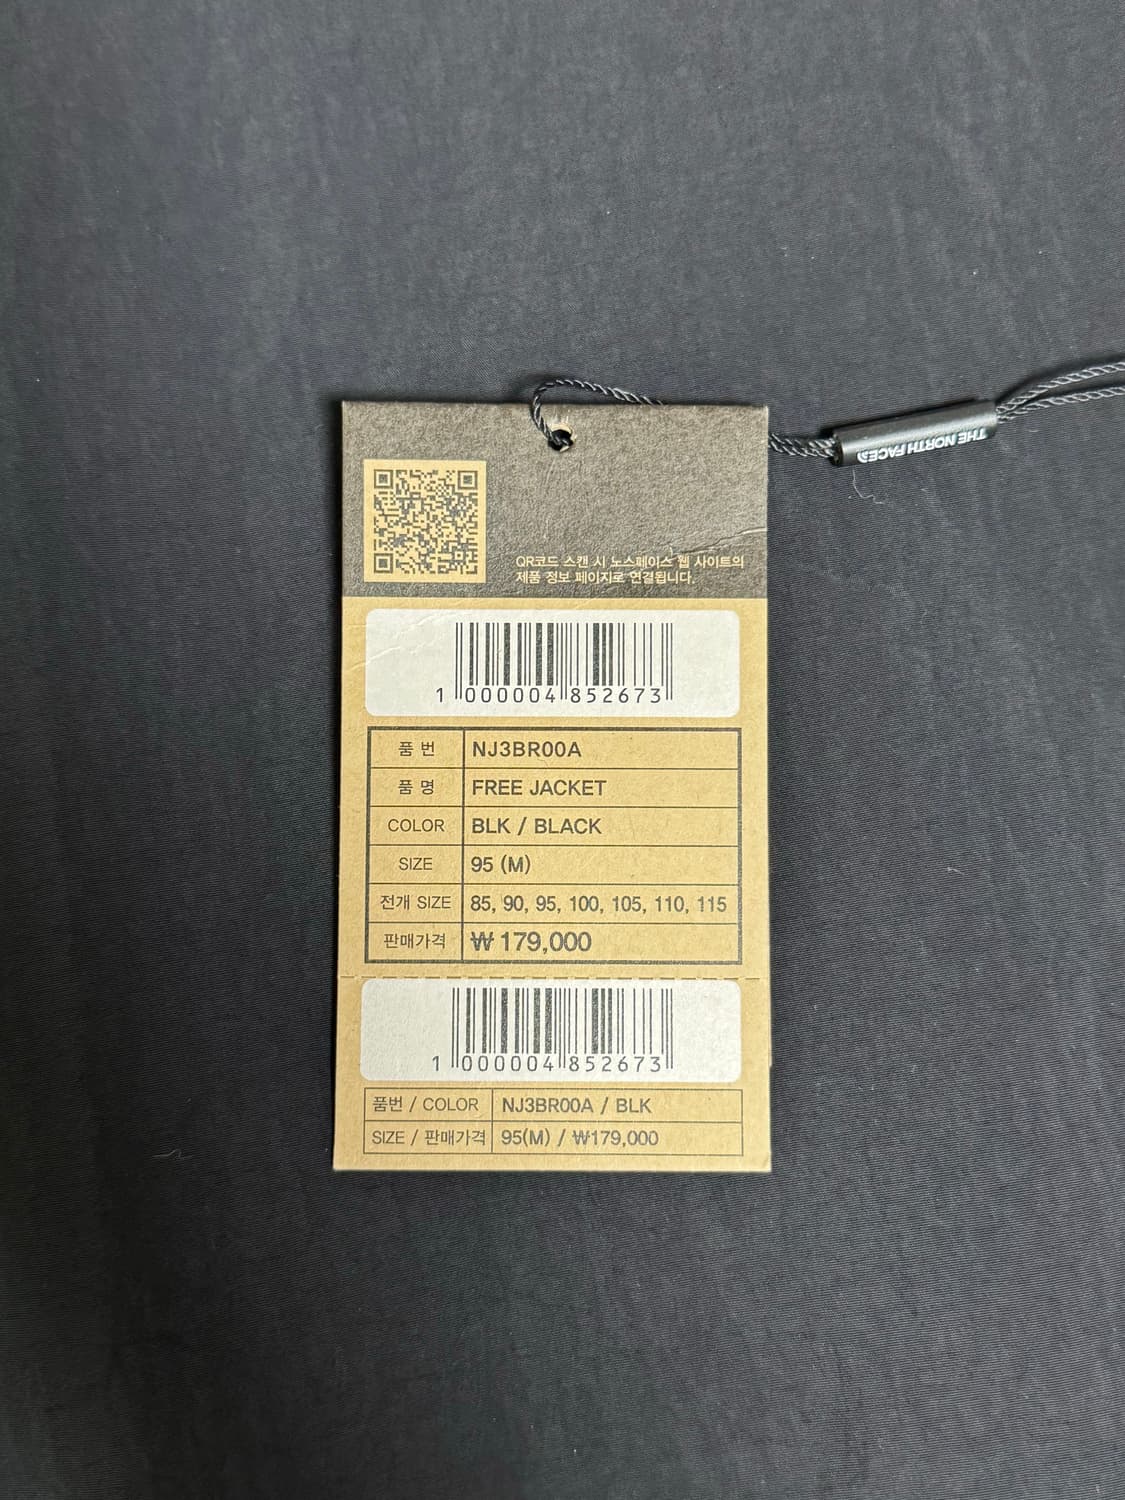 THE NORTH FACE
QR코드 스캔 시 노스페이스 웹 사이트의
제품 정보 페이지로 연결됩니다.
1 000004 852673
품 번 NJ3BR00A
품 명 FREE JACKET
COLOR BLK / BLACK
SIZE 95 (M)
전개 SIZE 85, 90, 95, 100, 105, 110, 115
판매가격 ₩ 179,000
1 000004 852673
품번 / COLOR NJ3BR00A / BLK
SIZE / 판매가격 95(M) / ₩179,000